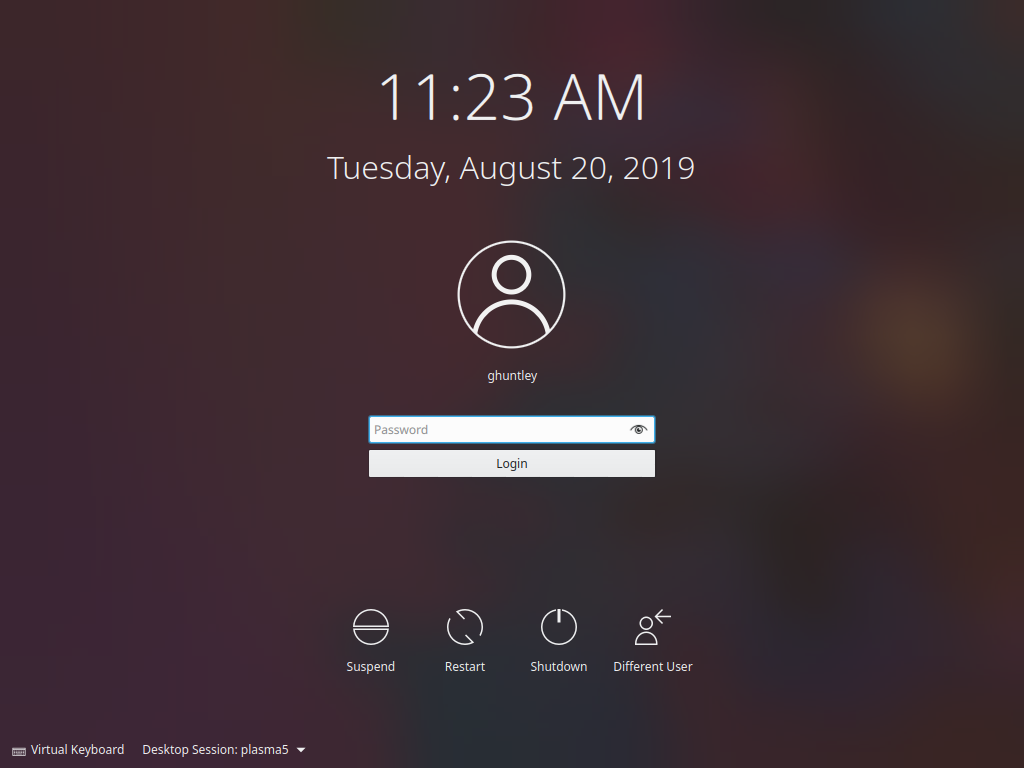 11:23 AM
Tuesday, August 20, 2019
ghuntley
Password
Login
Suspend Restart Shutdown Different User
Virtual Keyboard Desktop Session: plasma5